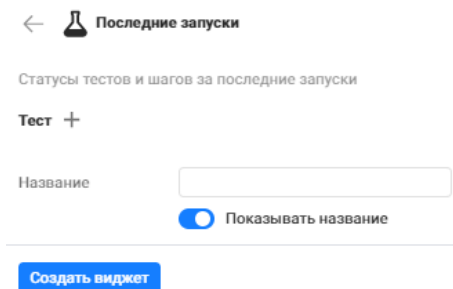 Последние запуски
Статусы тестов и шагов за последние запуски
Тест +
Название
Показывать название
Создать виджет